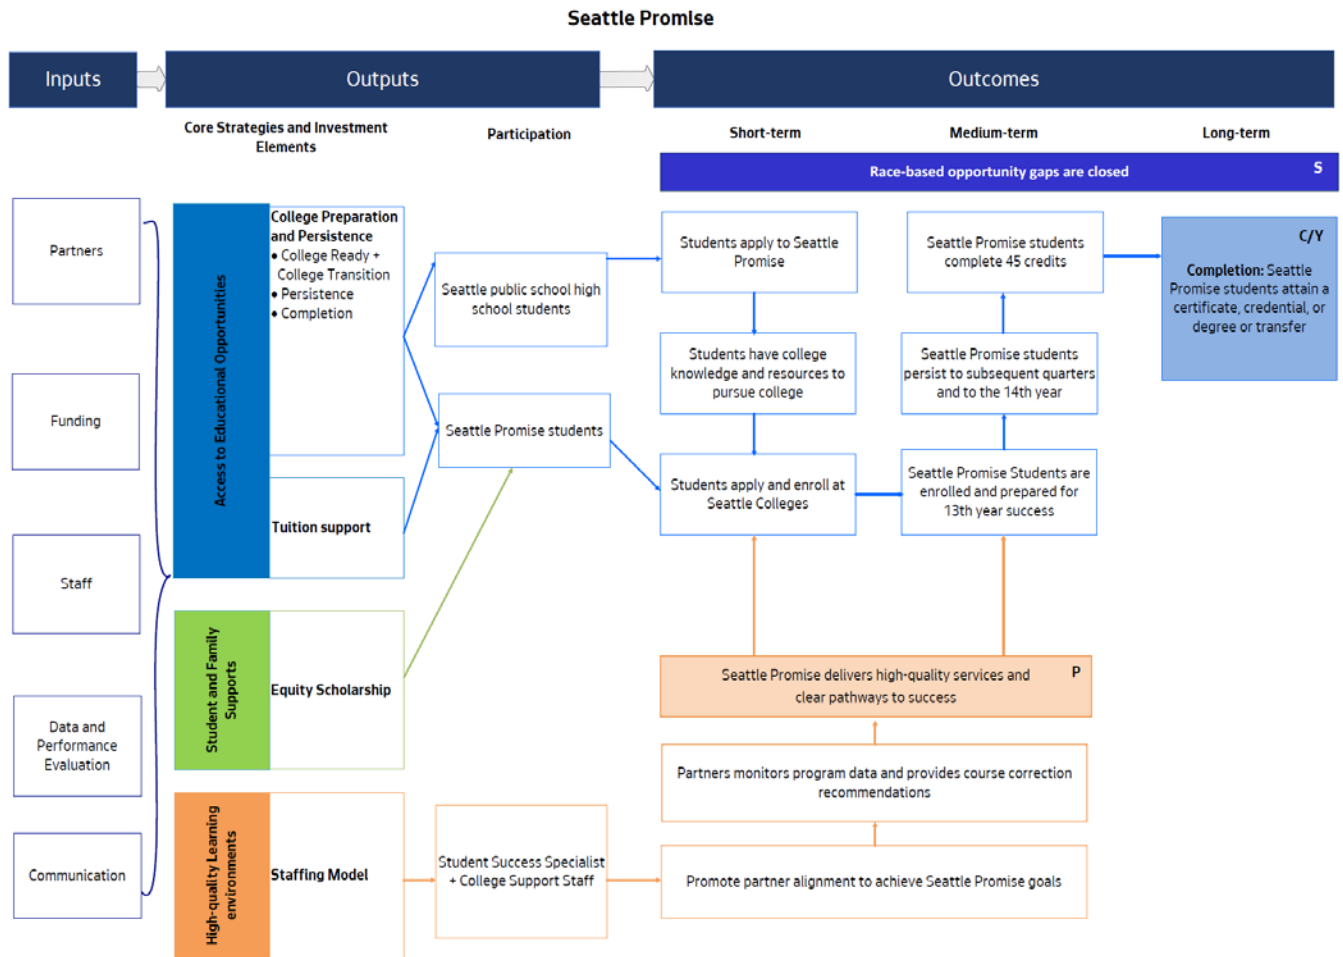 Seattle Promise
Inputs
Outputs
Outcomes
Core Strategies and Investment
Elements
Participation
Short-term
Medium-term
Long-term
Race-based opportunity gaps are closed
S
Partners
Funding
Staff
Data and
Performance
Evaluation
Communication
Access to Educational Opportunities
College Preparation
and Persistence
● College Ready +
College Transition
● Persistence
● Completion
Tuition support
Student and Family
Supports
Equity Scholarship
High-quality Learning
environments
Staffing Model
Seattle public school high
school students
Seattle Promise students
Student Success Specialist
+ College Support Staff
Students apply to Seattle
Promise
Students have college
knowledge and resources to
pursue college
Students apply and enroll at
Seattle Colleges
Seattle Promise students
complete 45 credits
Seattle Promise students
persist to subsequent quarters
and to the 14th year
Seattle Promise Students are
enrolled and prepared for
13th year success
C/Y
Completion: Seattle
Promise students attain a
certificate, credential, or
degree or transfer
Seattle Promise delivers high-quality services and
clear pathways to success
P
Partners monitors program data and provides course correction
recommendations
Promote partner alignment to achieve Seattle Promise goals